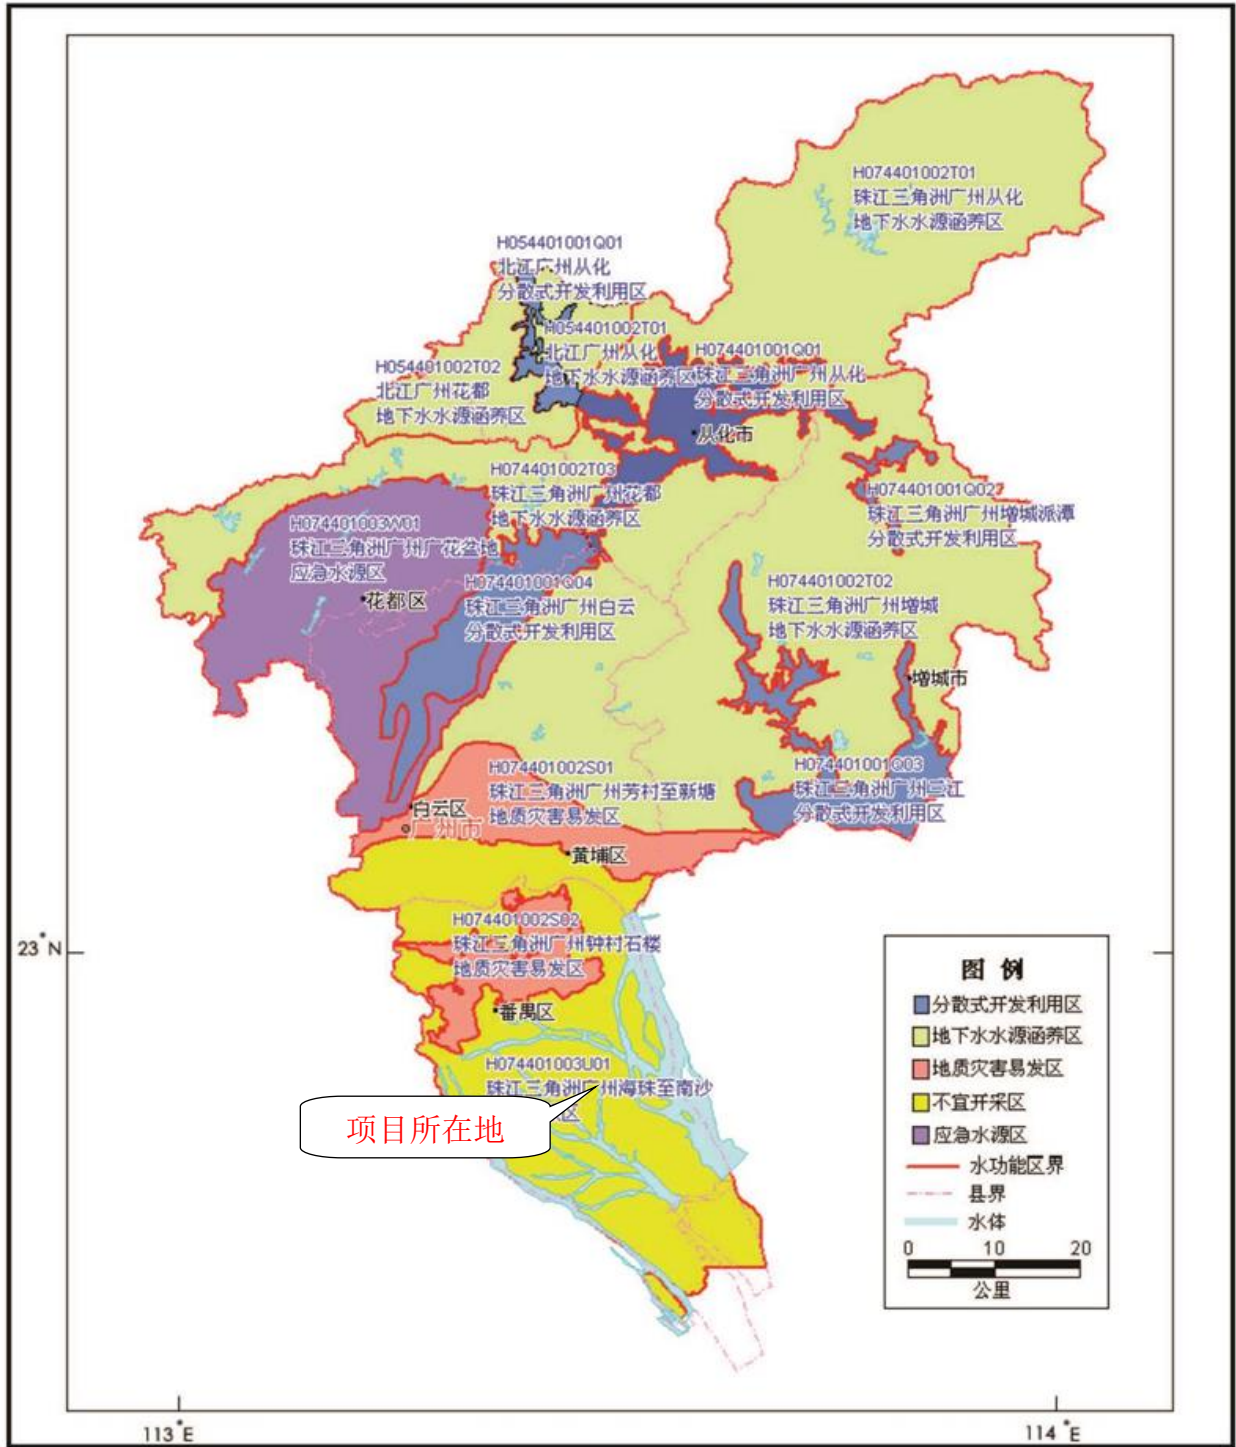 H074401002T01
珠江三角洲广州从化
地下水水源涵养区
H054401001Q01
北江广州从化
分散式开发利用区
H054401002T01
北江广州从化
地下水水源涵养区
H074401001Q01
珠江三角洲广州从化
分散式开发利用区
H054401002T02
北江广州花都
地下水水源涵养区
从化市
H074401002T03
珠江三角洲广州花都
地下水水源涵养区
H074401001Q02
珠江三角洲广州增城派潭
分散式开发利用区
H074401003W01
珠江三角洲广州广花盆地
应急水源区
花都区
H074401001Q04
珠江三角洲广州白云
分散式开发利用区
H074401002T02
珠江三角洲广州增城
地下水水源涵养区
增城市
H074401002S01
珠江三角洲广州芳村至新塘
地质灾害易发区
H074401001Q03
珠江三角洲广州三江
分散式开发利用区
白云区
广州市
黄埔区
H074401002S02
珠江三角洲广州钟村石楼
地质灾害易发区
番禺区
H074401003U01
珠江三角洲广州海珠至南沙
区
项目所在地
23°N
113°E
114°E
图 例
分散式开发利用区
地下水水源涵养区
地质灾害易发区
不宜开采区
应急水源区
水功能区界
县界
水体
0 10 20
公里